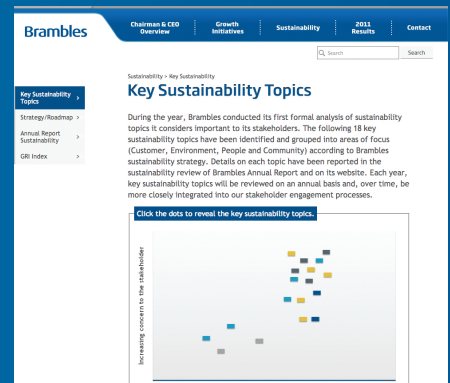 Brambles
Chairman & CEO
Overview
Growth
Initiatives
Sustainability
2011
Results
Contact
Search
Search
Key Sustainability
Topics
Strategy/Roadmap
Annual Report
Sustainability
GRI Index
Sustainability > Key Sustainability
Key Sustainability Topics
During the year, Brambles conducted its first formal analysis of sustainability
topics it considers important to its stakeholders. The following 18 key
sustainability topics have been identified and grouped into areas of focus
(Customer, Environment, People and Community) according to Brambles
sustainability strategy. Details on each topic have been reported in the
sustainability review of Brambles Annual Report and on its website. Each year,
key sustainability topics will be reviewed on an annual basis and, over time, be
more closely integrated into our stakeholder engagement processes.
Click the dots to reveal the key sustainability topics.
Increasing concern to the stakeholder